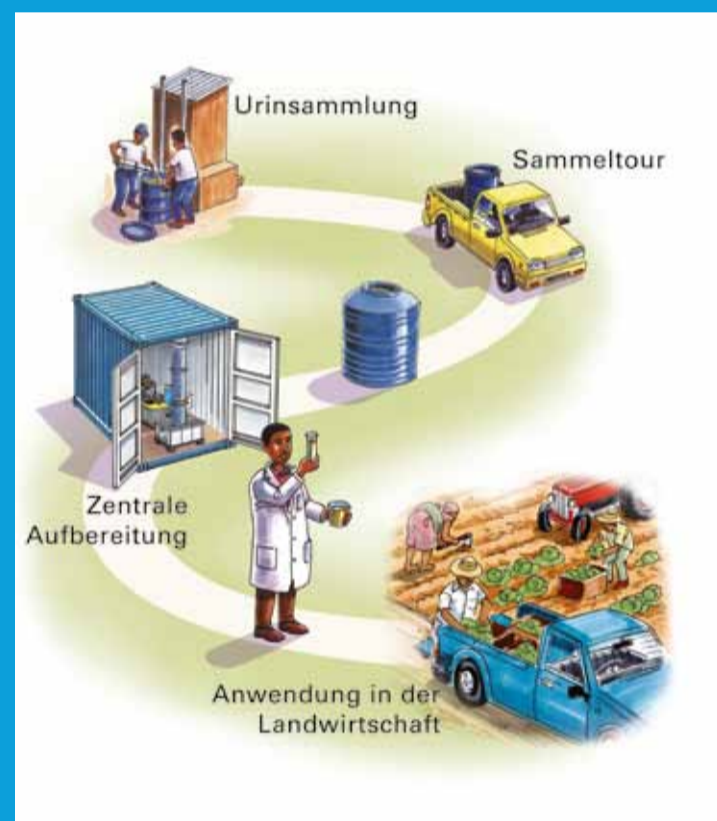 Urinsammlung
Sammeltour
Zentrale
Aufbereitung
Anwendung in der
Landwirtschaft